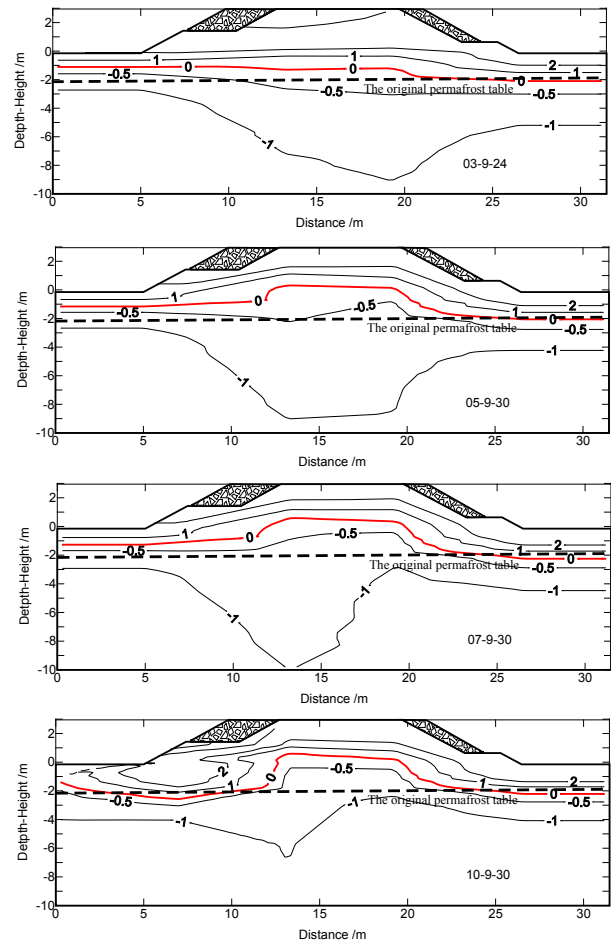 2
0
-2
-4
-6
-8
-10
Detpth-Height /m
1 1 0 0 2 1 0
-0.5 -0.5 -0.5
The original permafrost table
-1 -1
03-9-24
0 5 10 15 20 25 30
Distance /m
2
0
-2
-4
-6
-8
-10
Detpth-Height /m
1 0 2 1 0
-0.5 -0.5 -0.5
The original permafrost table
-1 -1
05-9-30
0 5 10 15 20 25 30
Distance /m
2
0
-2
-4
-6
-8
-10
Detpth-Height /m
1 0 2 1 0
-0.5 -0.5 -0.5
The original permafrost table
-1 -1 -1
07-9-30
0 5 10 15 20 25 30
Distance /m
2
0
-2
-4
-6
-8
-10
Detpth-Height /m
2 1 0 1 2 0
-0.5 -0.5 -0.5
The original permafrost table
-1 -1 -1
10-9-30
0 5 10 15 20 25 30
Distance /m